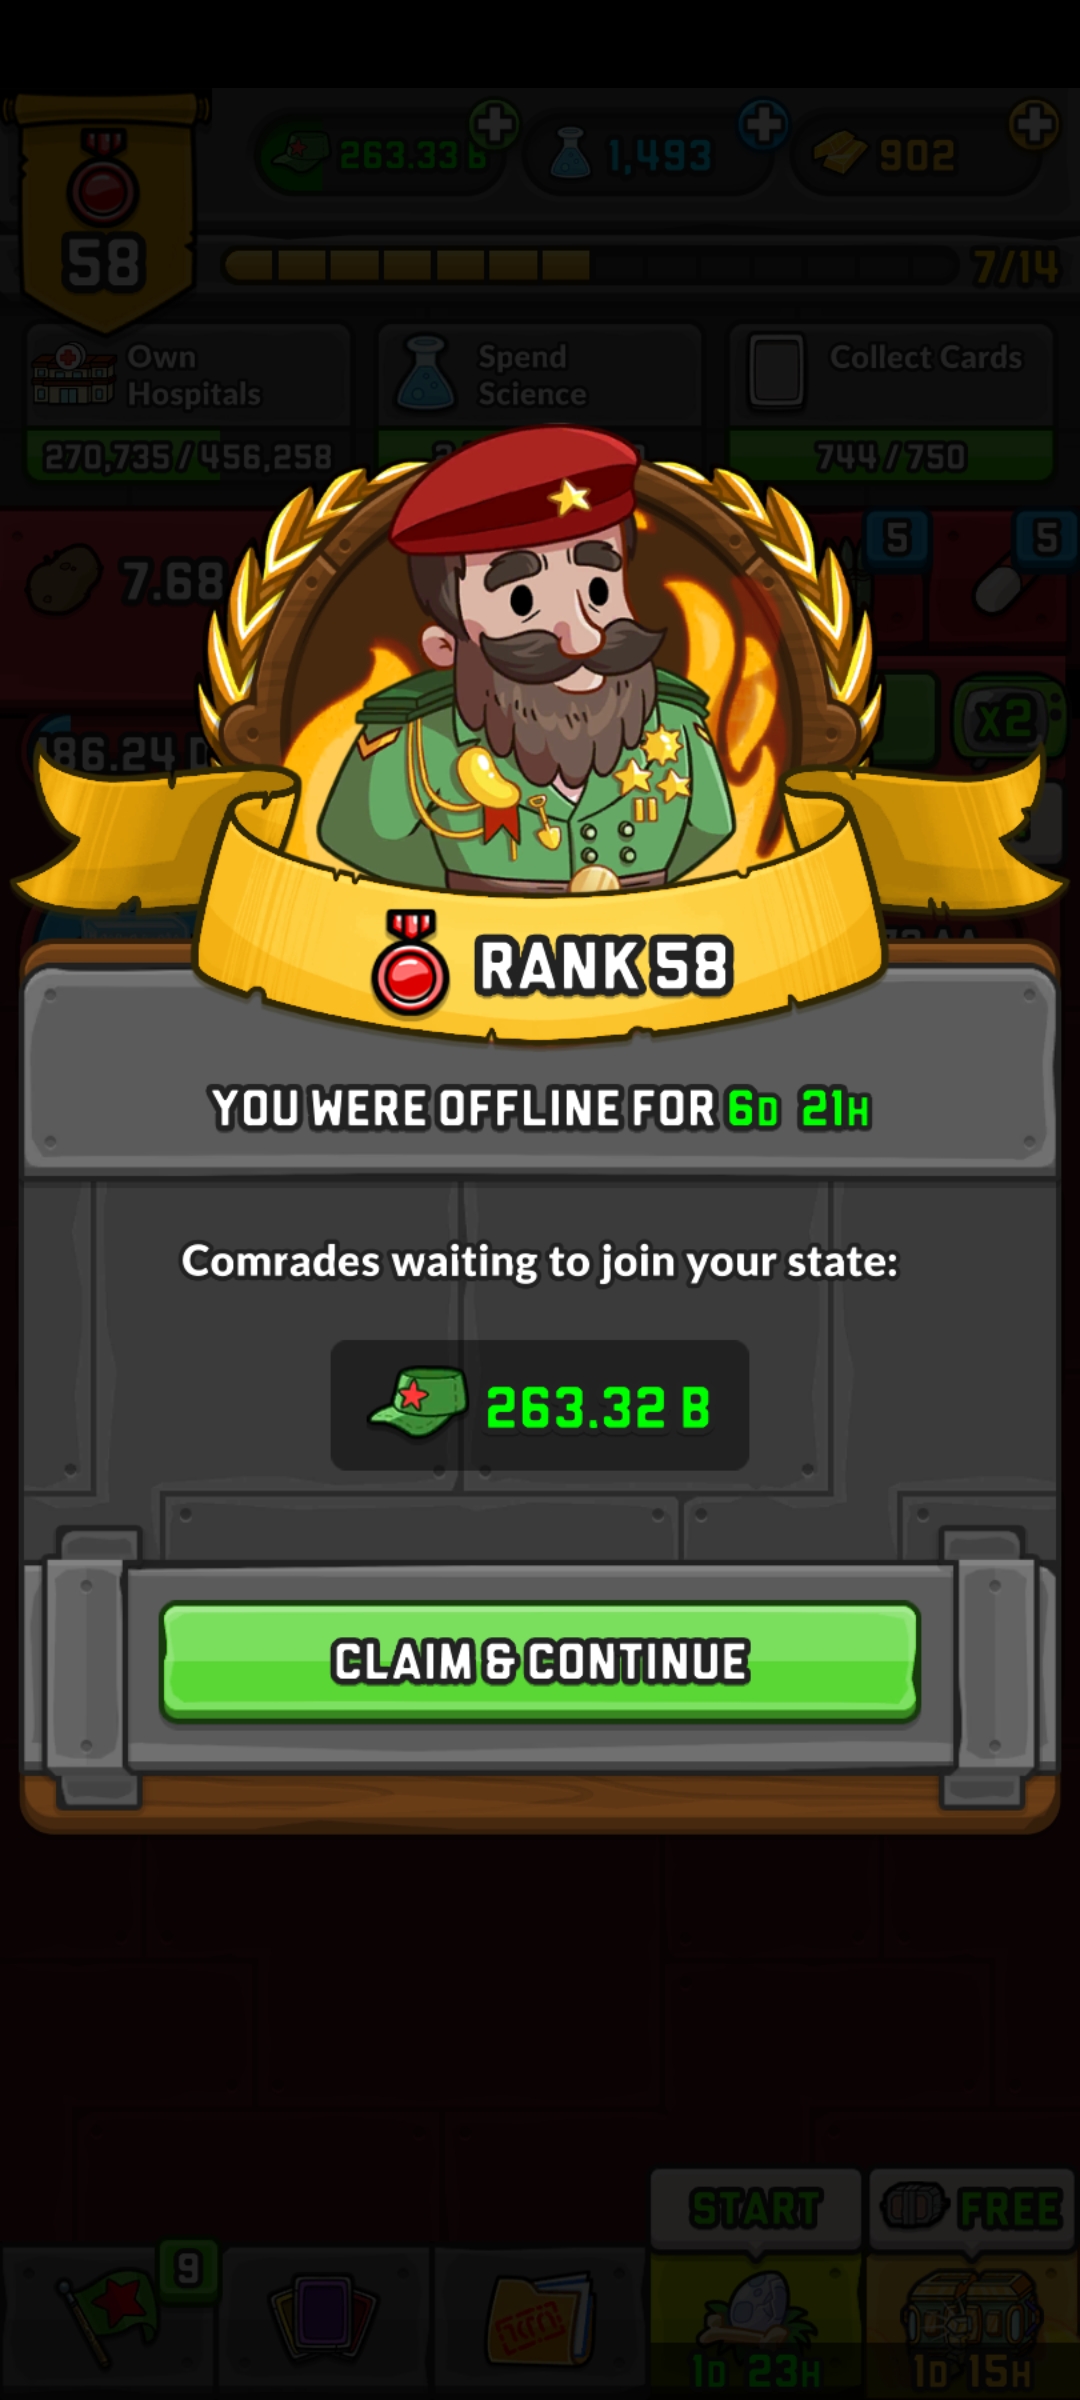 263.33 B
1,493
902
58
7/14
Own
Hospitals
Spend
Science
Collect Cards
270,735/456,258
744/750
7.68
5
5
x2
RANK 58
YOU WERE OFFLINE FOR 6D 21H
Comrades waiting to join your state:
263.32 B
CLAIM & CONTINUE
START
FREE
9
1D 23H
1D 15H